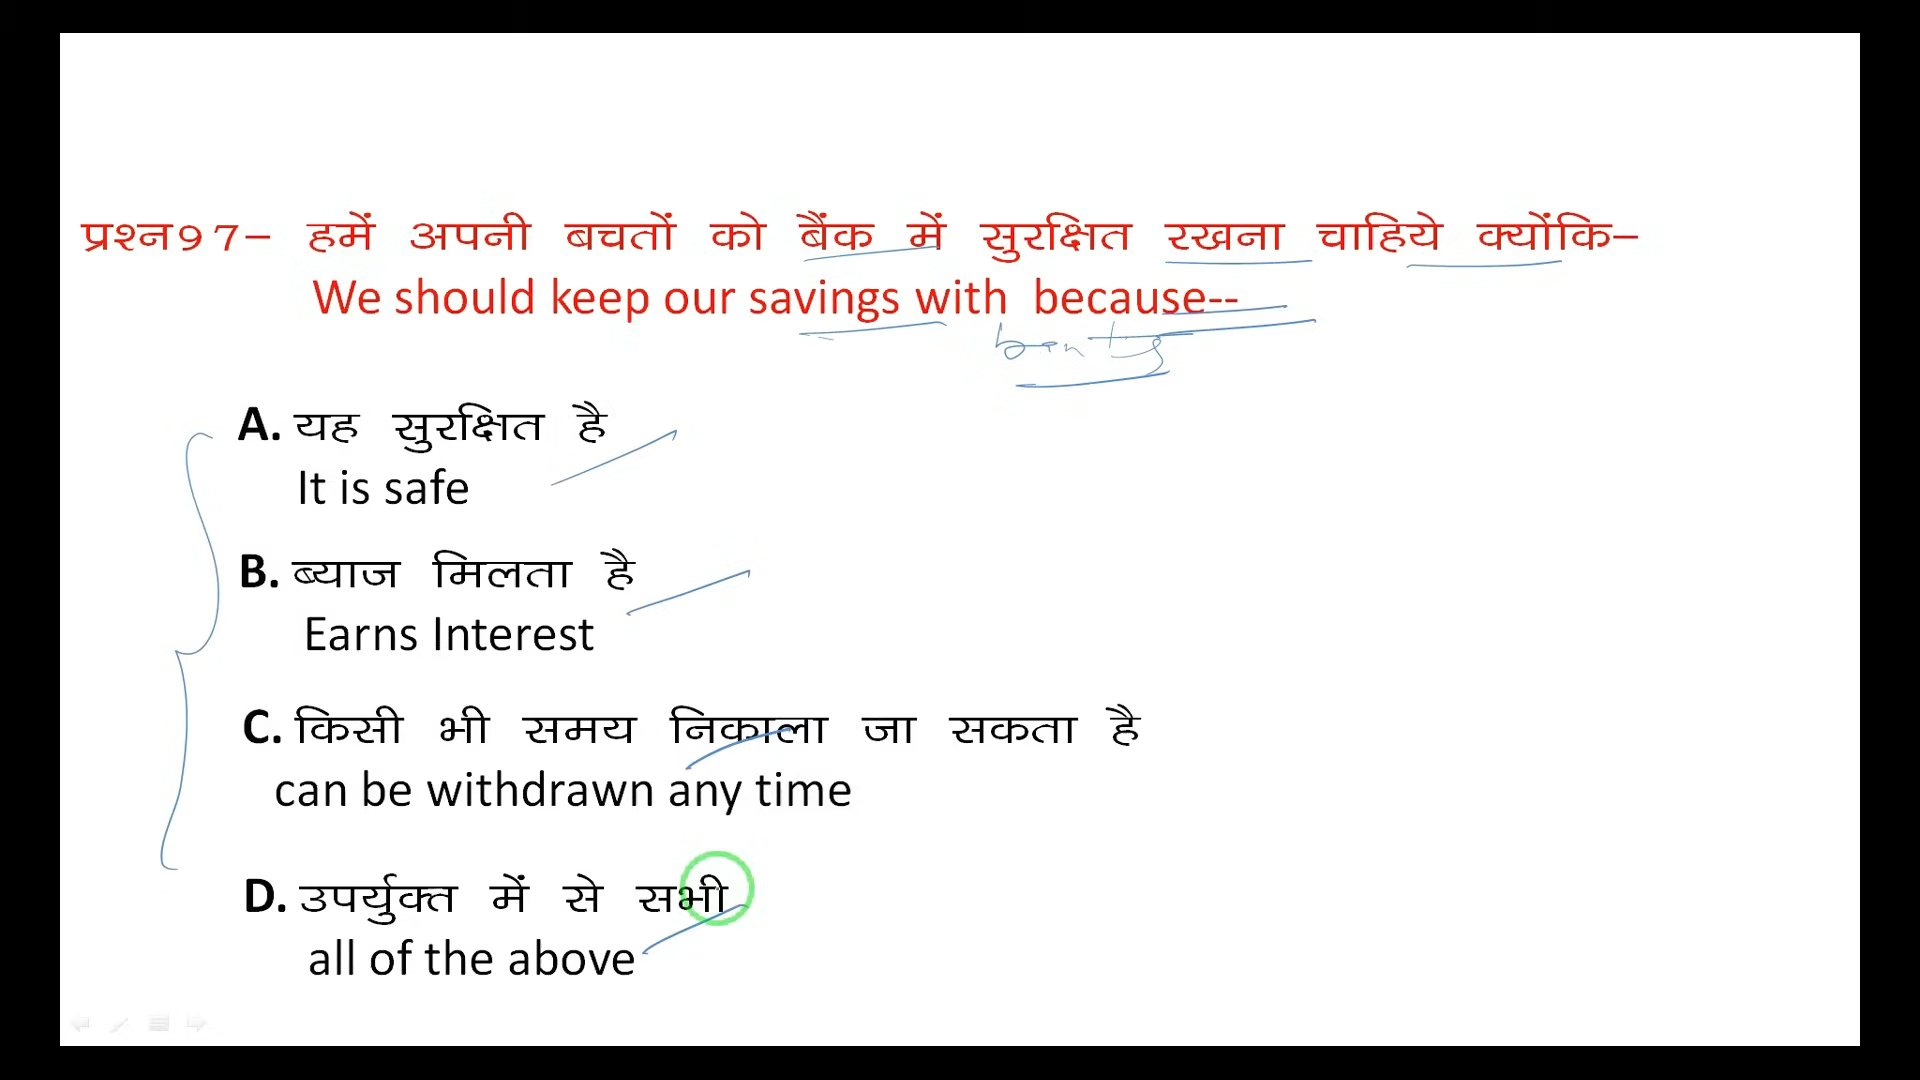 प्रश्न97– हमें अपनी बचतों को बैंक में सुरक्षित रखना चाहिये क्योंकि–
We should keep our savings with because--
A. यह सुरक्षित है
It is safe
B. ब्याज मिलता है
Earns Interest
C. किसी भी समय निकाला जा सकता है
can be withdrawn any time
D. उपर्युक्त में से सभी
all of the above